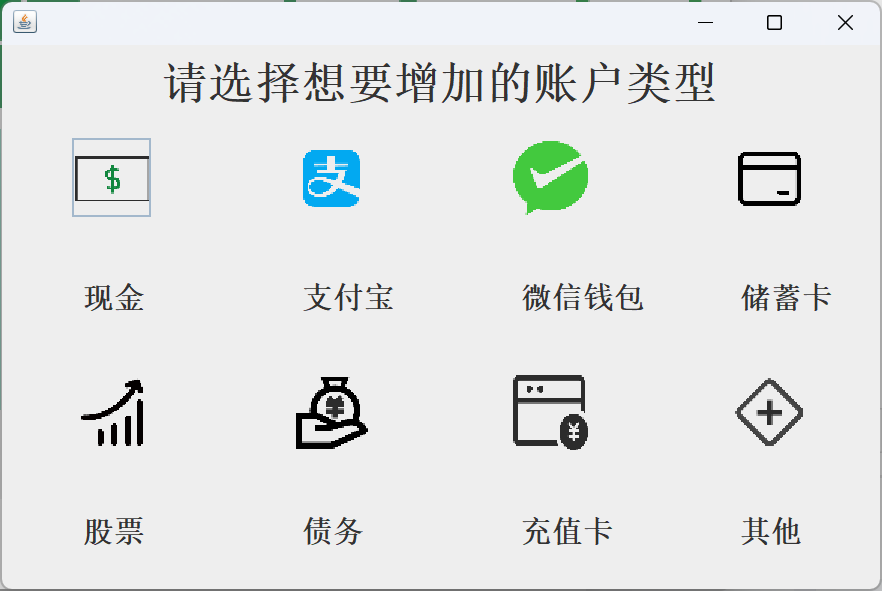 请选择想要增加的账户类型
$
支
现金 支付宝 微信钱包 储蓄卡
¥
¥
股票 债务 充值卡 其他